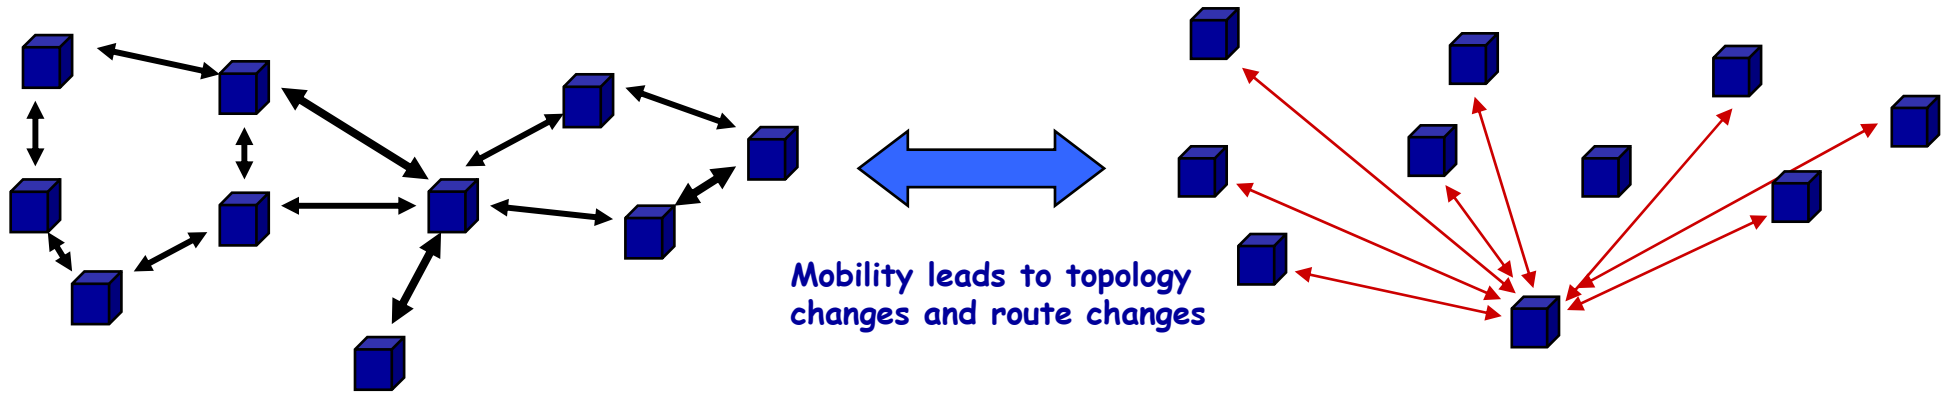 Mobility leads to topology
changes and route changes